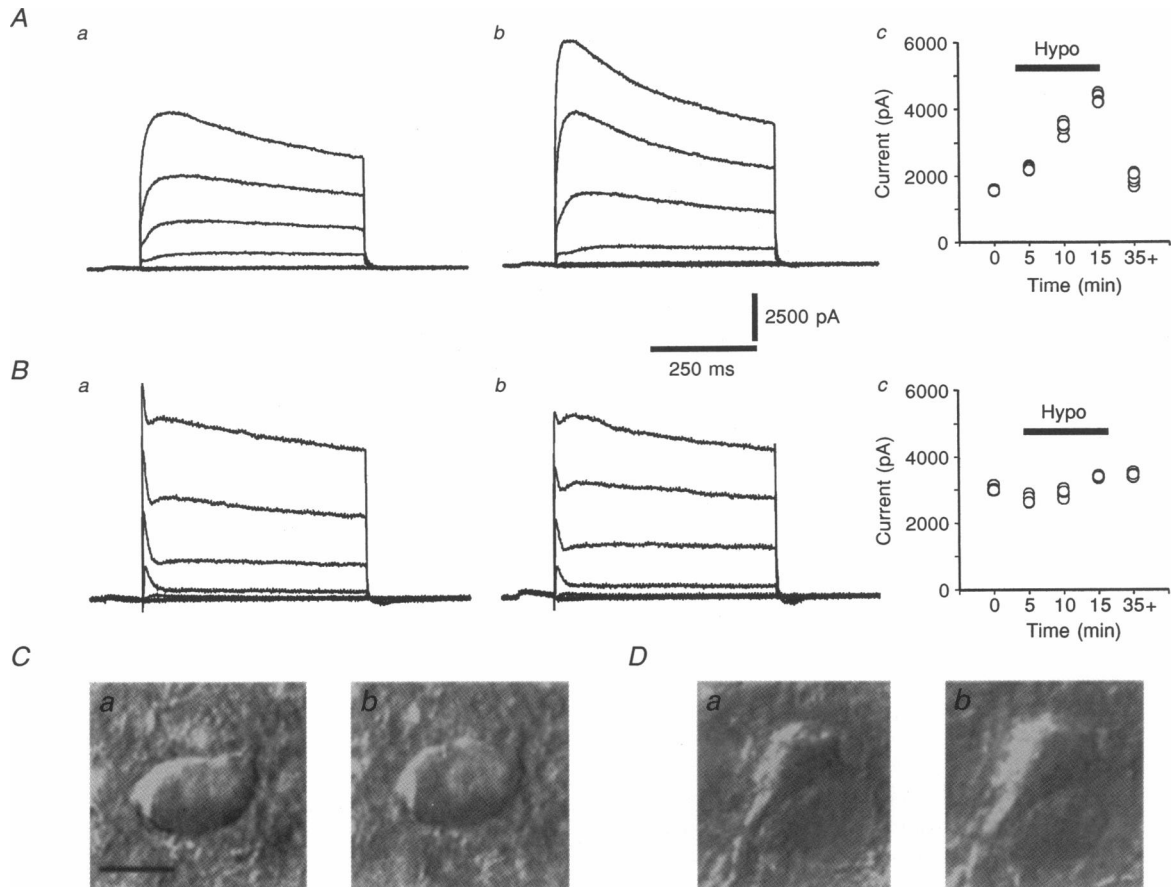 A
a
b
c
6000
4000
2000
0
Current (pA)
Hypo
0 5 10 15 35+
Time (min)
2500 pA
250 ms
B
a
b
c
6000
4000
2000
0
Current (pA)
Hypo
0 5 10 15 35+
Time (min)
C
a
b
D
a
b